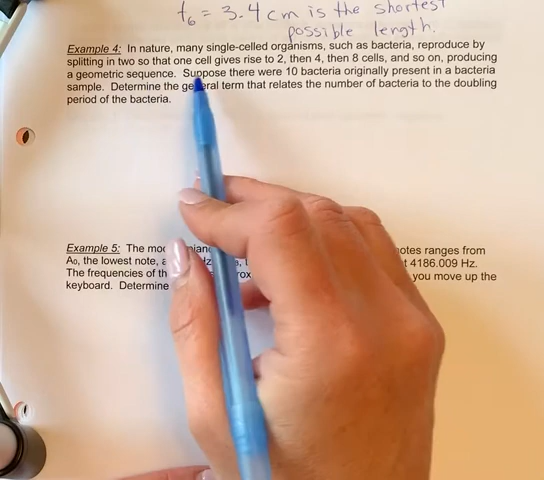 t6 = 3.4 cm is the shortest
possible length.
Example 4: In nature, many single-celled organisms, such as bacteria, reproduce by
splitting in two so that one cell gives rise to 2, then 4, then 8 cells, and so on, producing
a geometric sequence. Suppose there were 10 bacteria originally present in a bacteria
sample. Determine the general term that relates the number of bacteria to the doubling
period of the bacteria.
Example 5: The ranges from
A0, the lowest note, 4186.009 Hz.
The frequencies of you move up the
keyboard. Determine